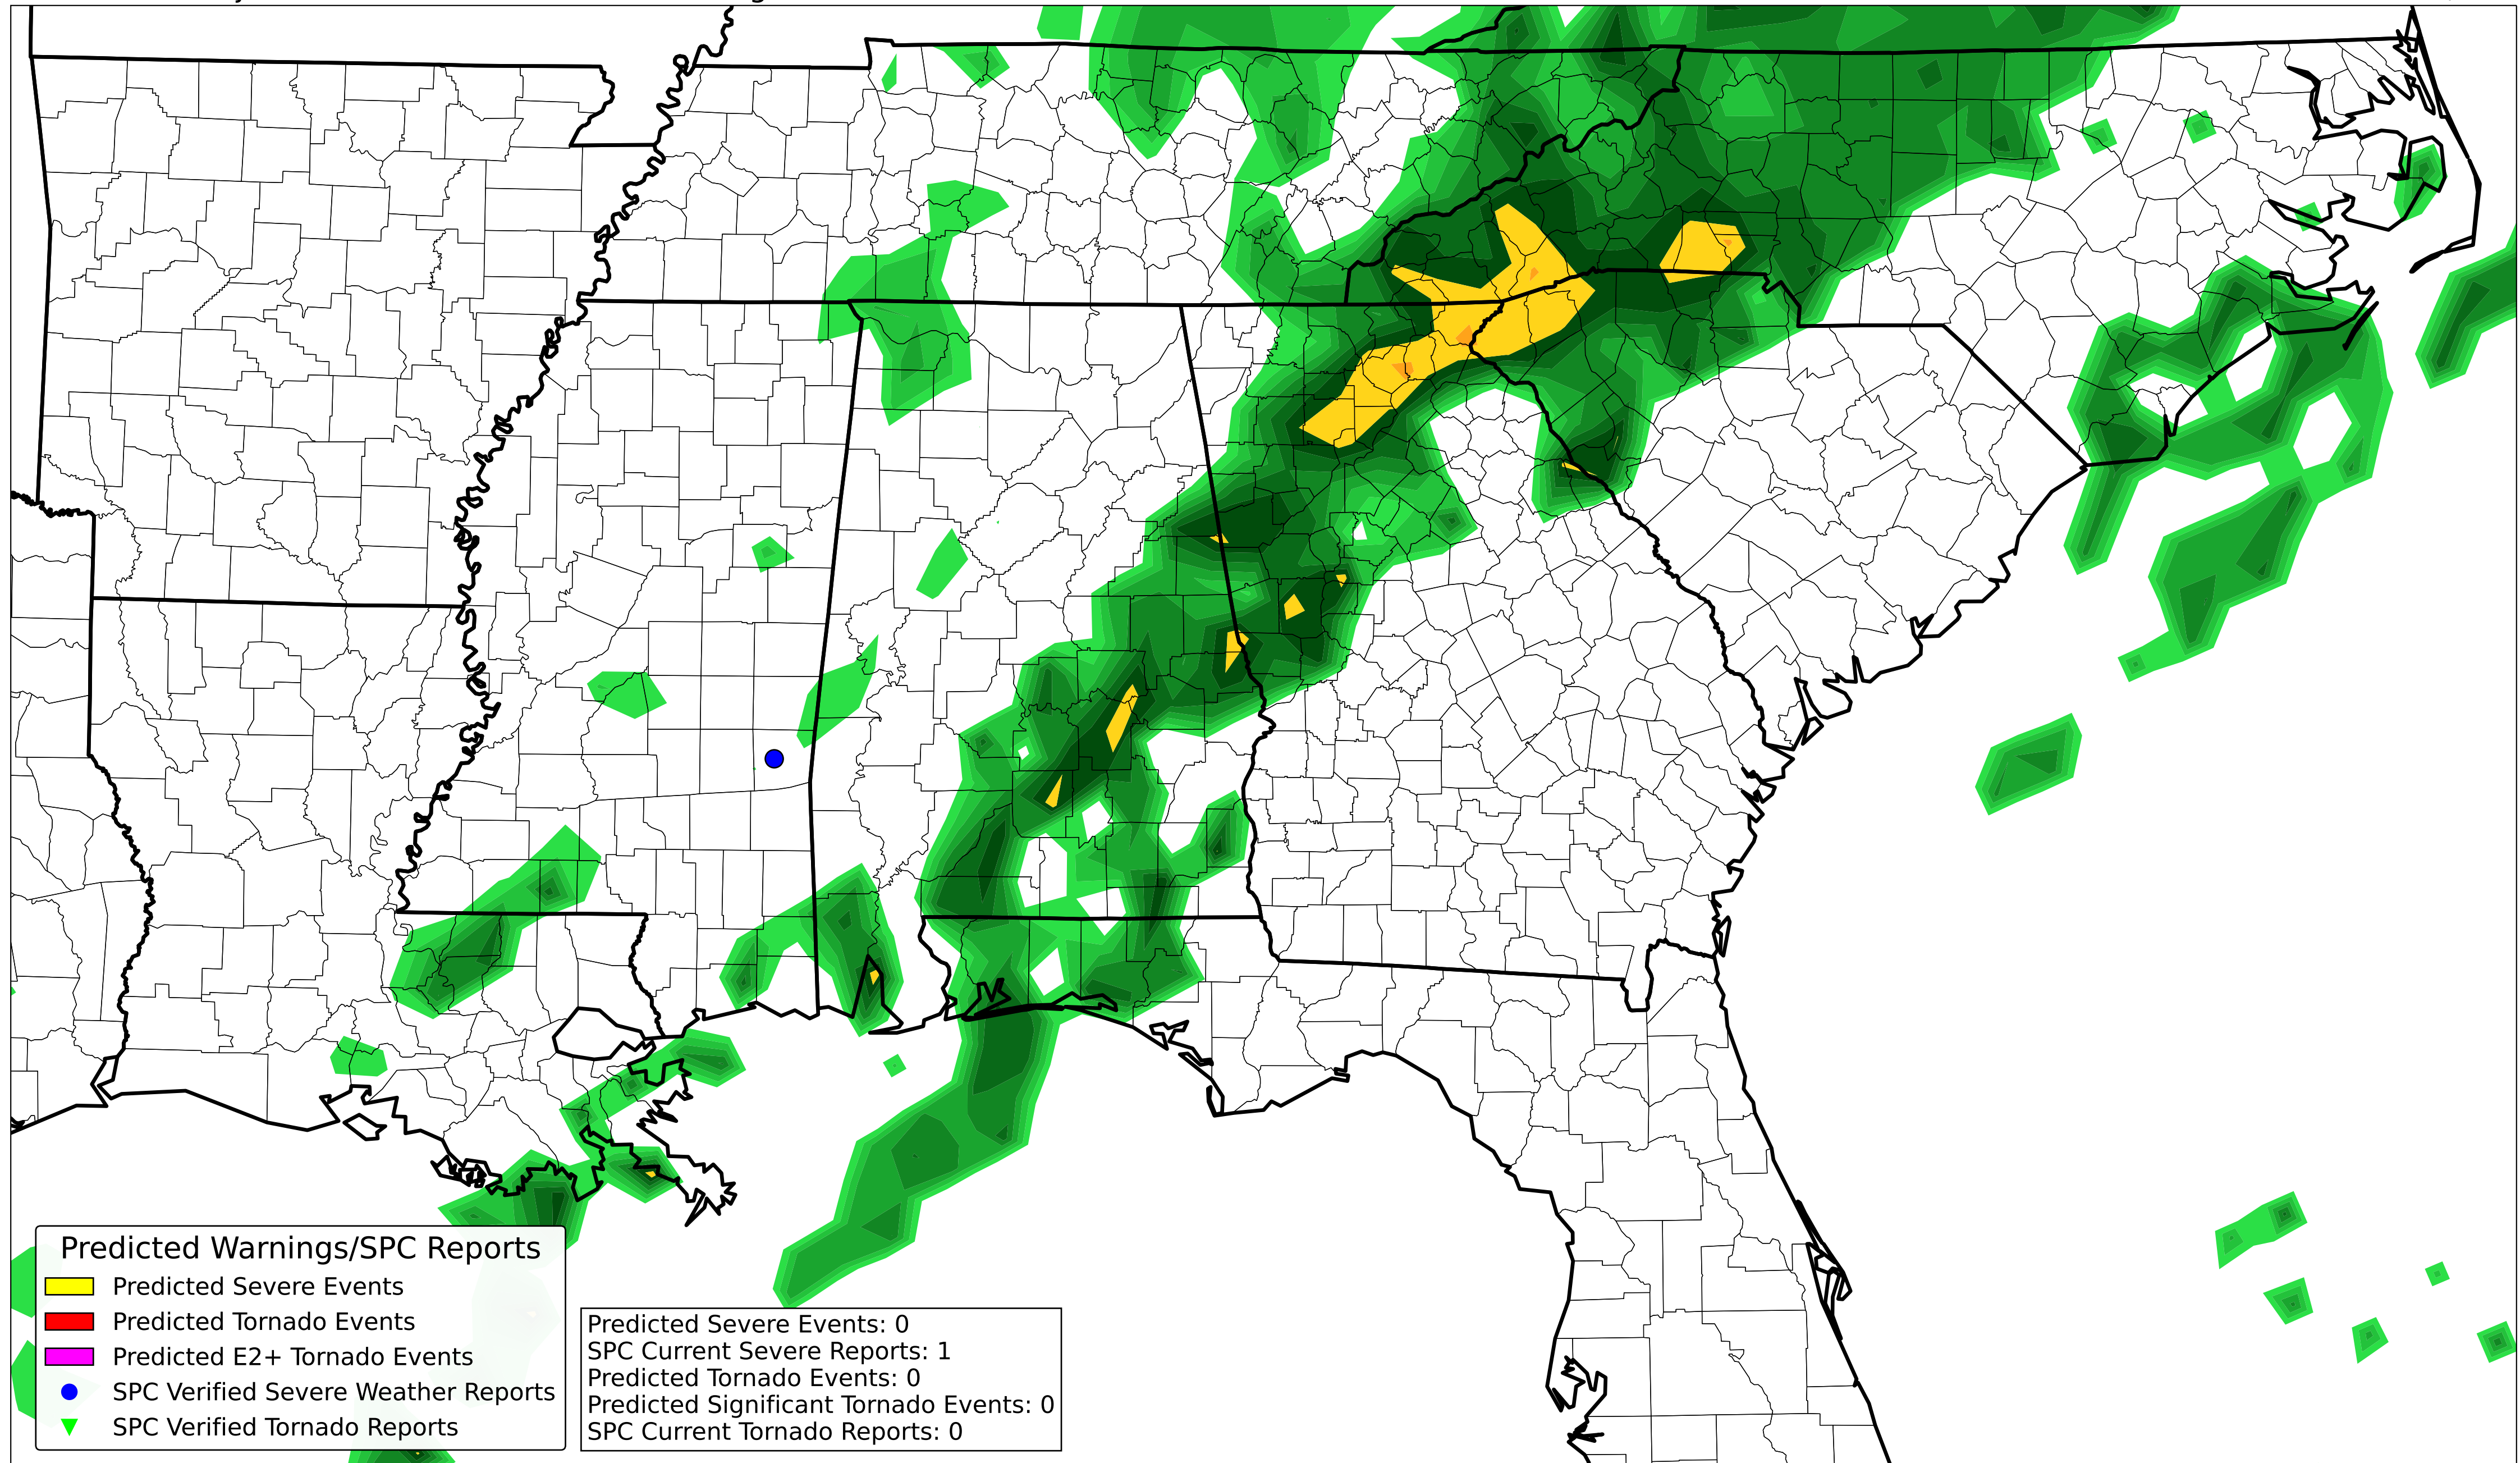 Predicted Warnings/SPC Reports
Predicted Severe Events
Predicted Tornado Events
Predicted E2+ Tornado Events
SPC Verified Severe Weather Reports
SPC Verified Tornado Reports
Predicted Severe Events: 0
SPC Current Severe Reports: 1
Predicted Tornado Events: 0
Predicted Significant Tornado Events: 0
SPC Current Tornado Reports: 0